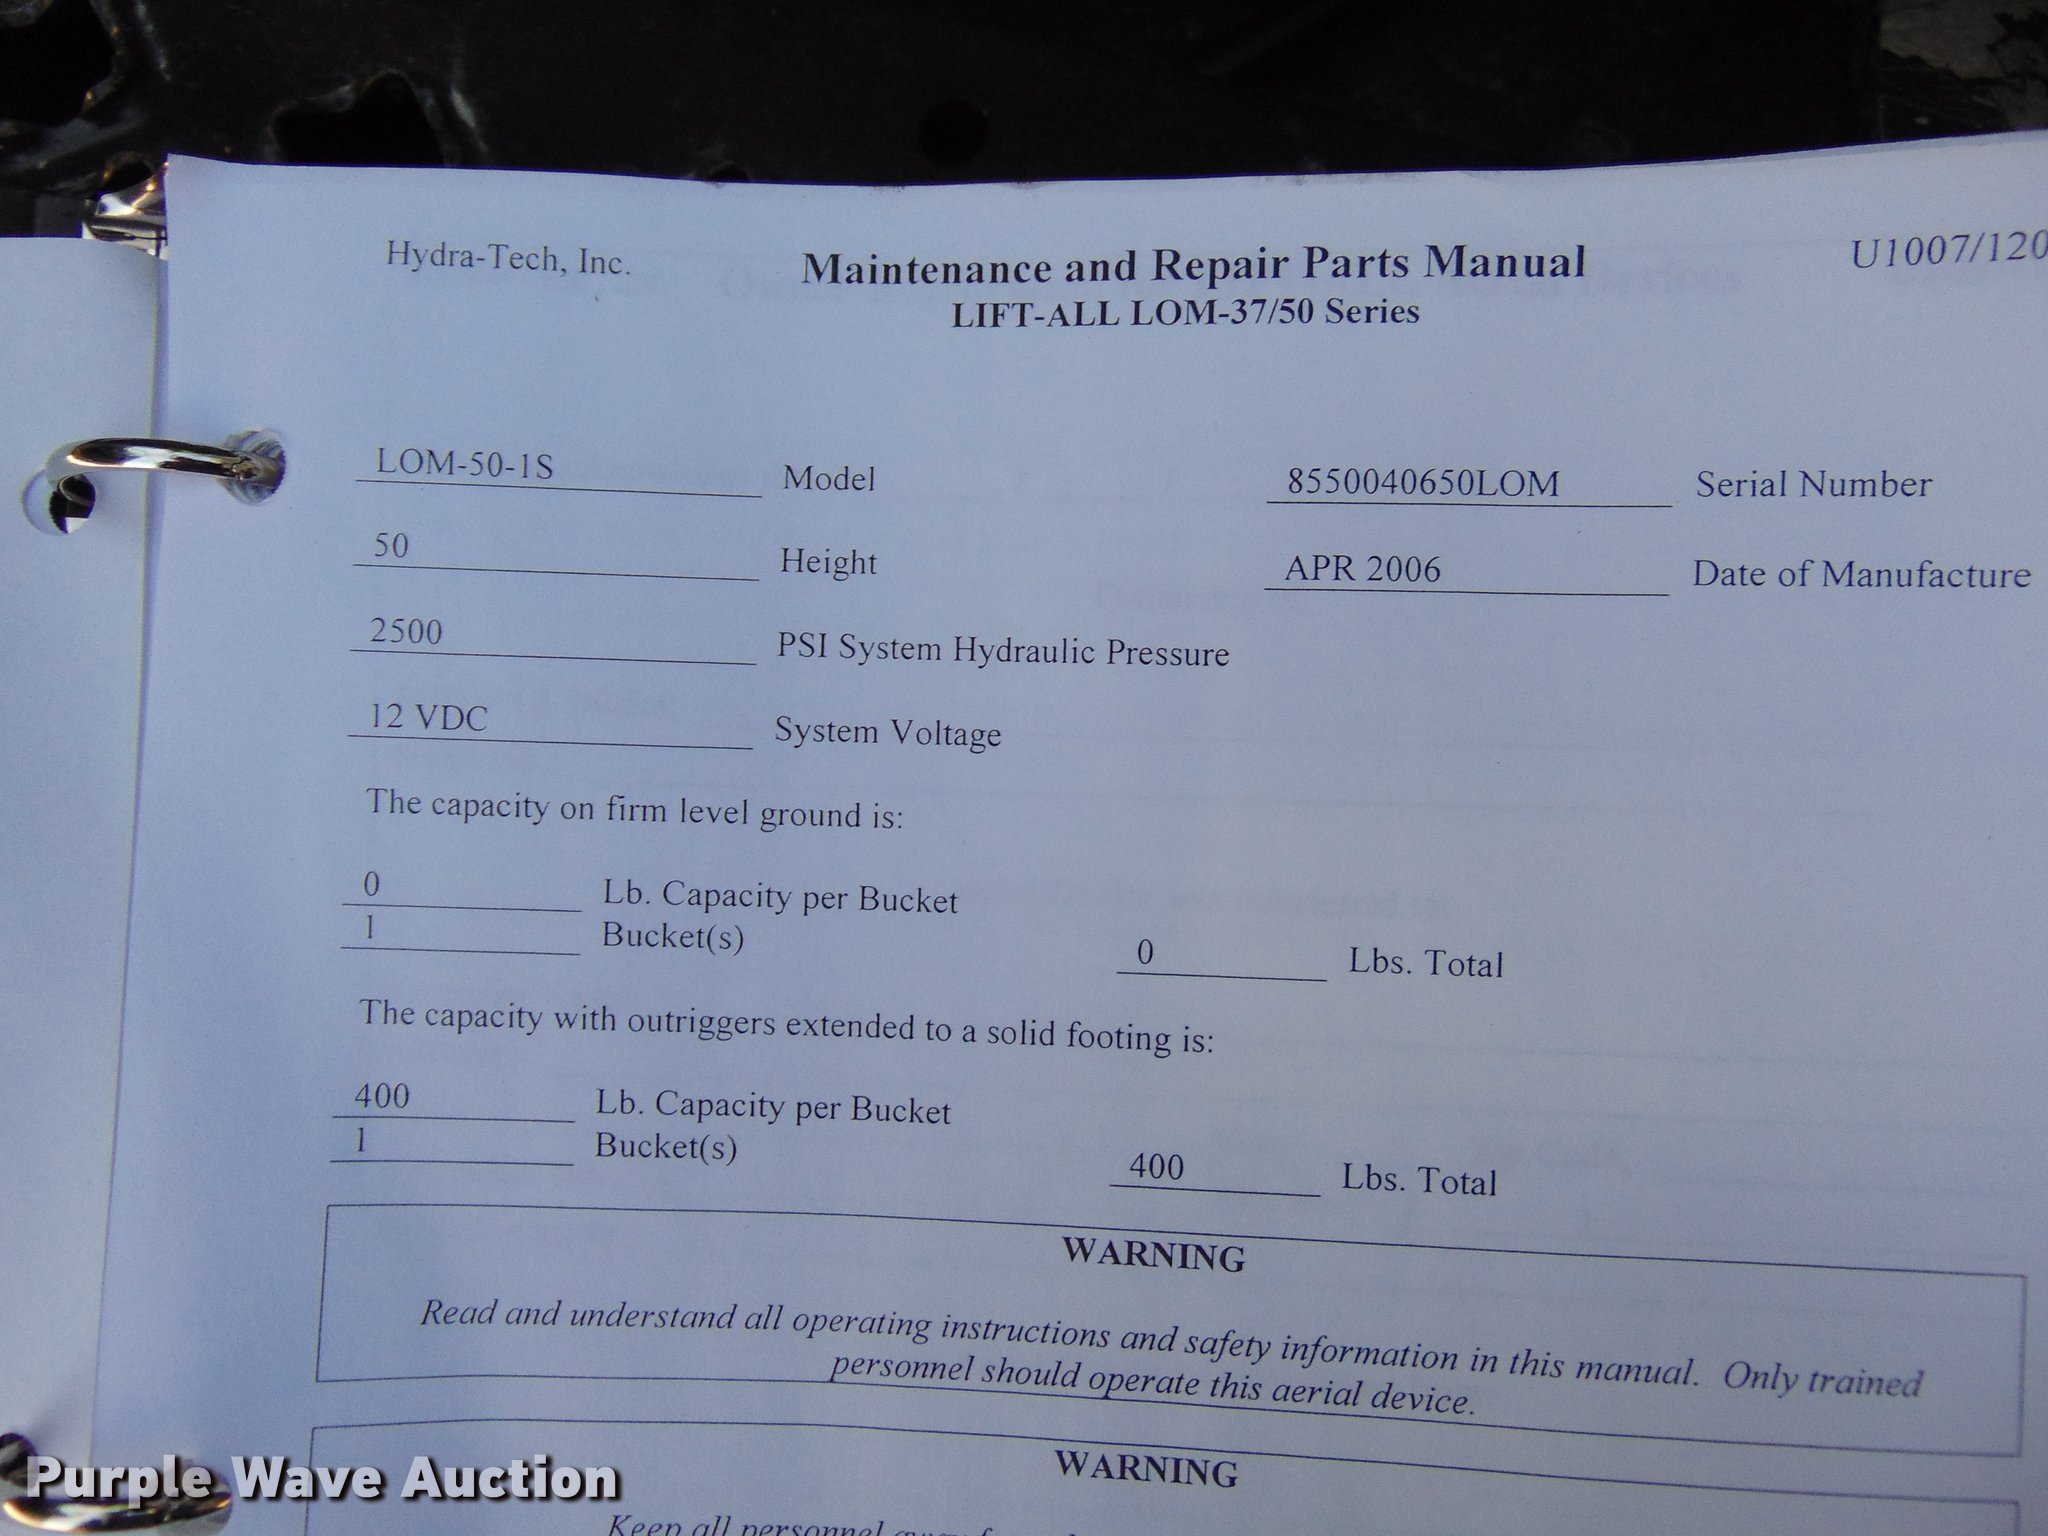 Hydra-Tech, Inc. Maintenance and Repair Parts Manual U1007/120
LIFT-ALL LOM-37/50 Series
LOM-50-1S Model 8550040650LOM Serial Number
50 Height APR 2006 Date of Manufacture
2500 PSI System Hydraulic Pressure
12 VDC System Voltage
The capacity on firm level ground is:
0 Lb. Capacity per Bucket
1 Bucket(s) 0 Lbs. Total
The capacity with outriggers extended to a solid footing is:
400 Lb. Capacity per Bucket
1 Bucket(s) 400 Lbs. Total
WARNING
Read and understand all operating instructions and safety information in this manual. Only trained
personnel should operate this aerial device.
WARNING
Keep all personnel away
Purple Wave Auction